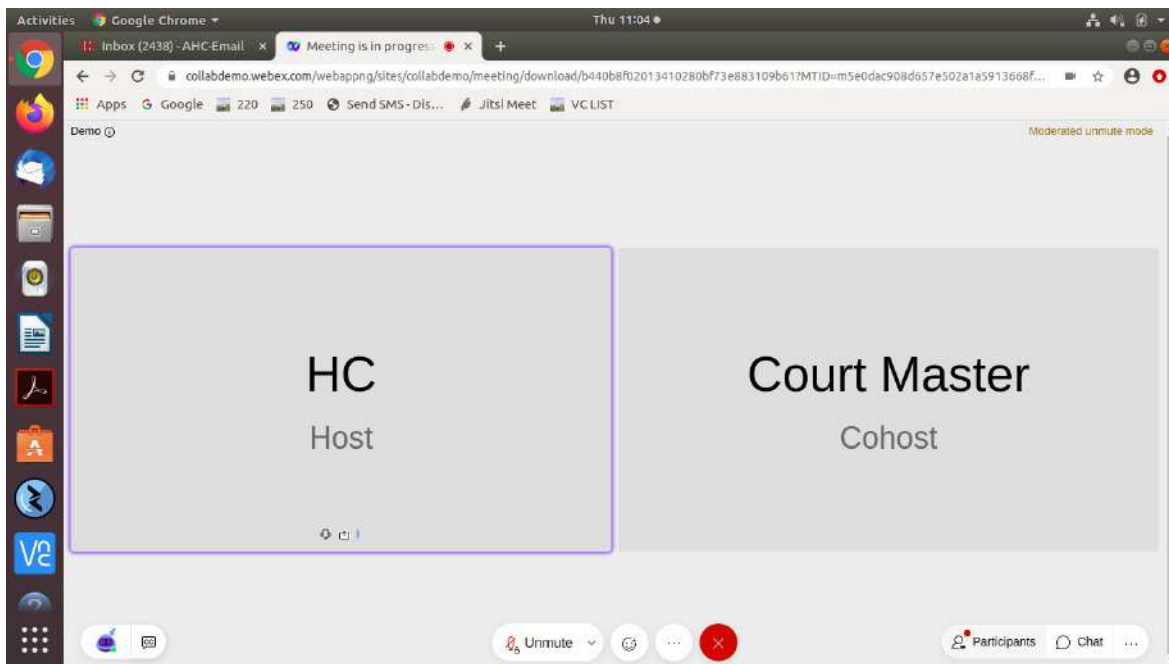 Activities Google Chrome Thu 11:04
Inbox (2438) - AHC-Email Meeting is in progress
collabdemo.webex.com/webappng/sites/collabdemo/meeting/download/b440b8f02013410280bf73e883109b61?MTID=m5e0dac908d657e502a1a5913668f...
Apps Google 220 250 Send SMS - Dis... Jitsi Meet VC LIST
Demo Moderated unmute mode
HC Court Master
Host Cohost
CC Unmute Participants Chat